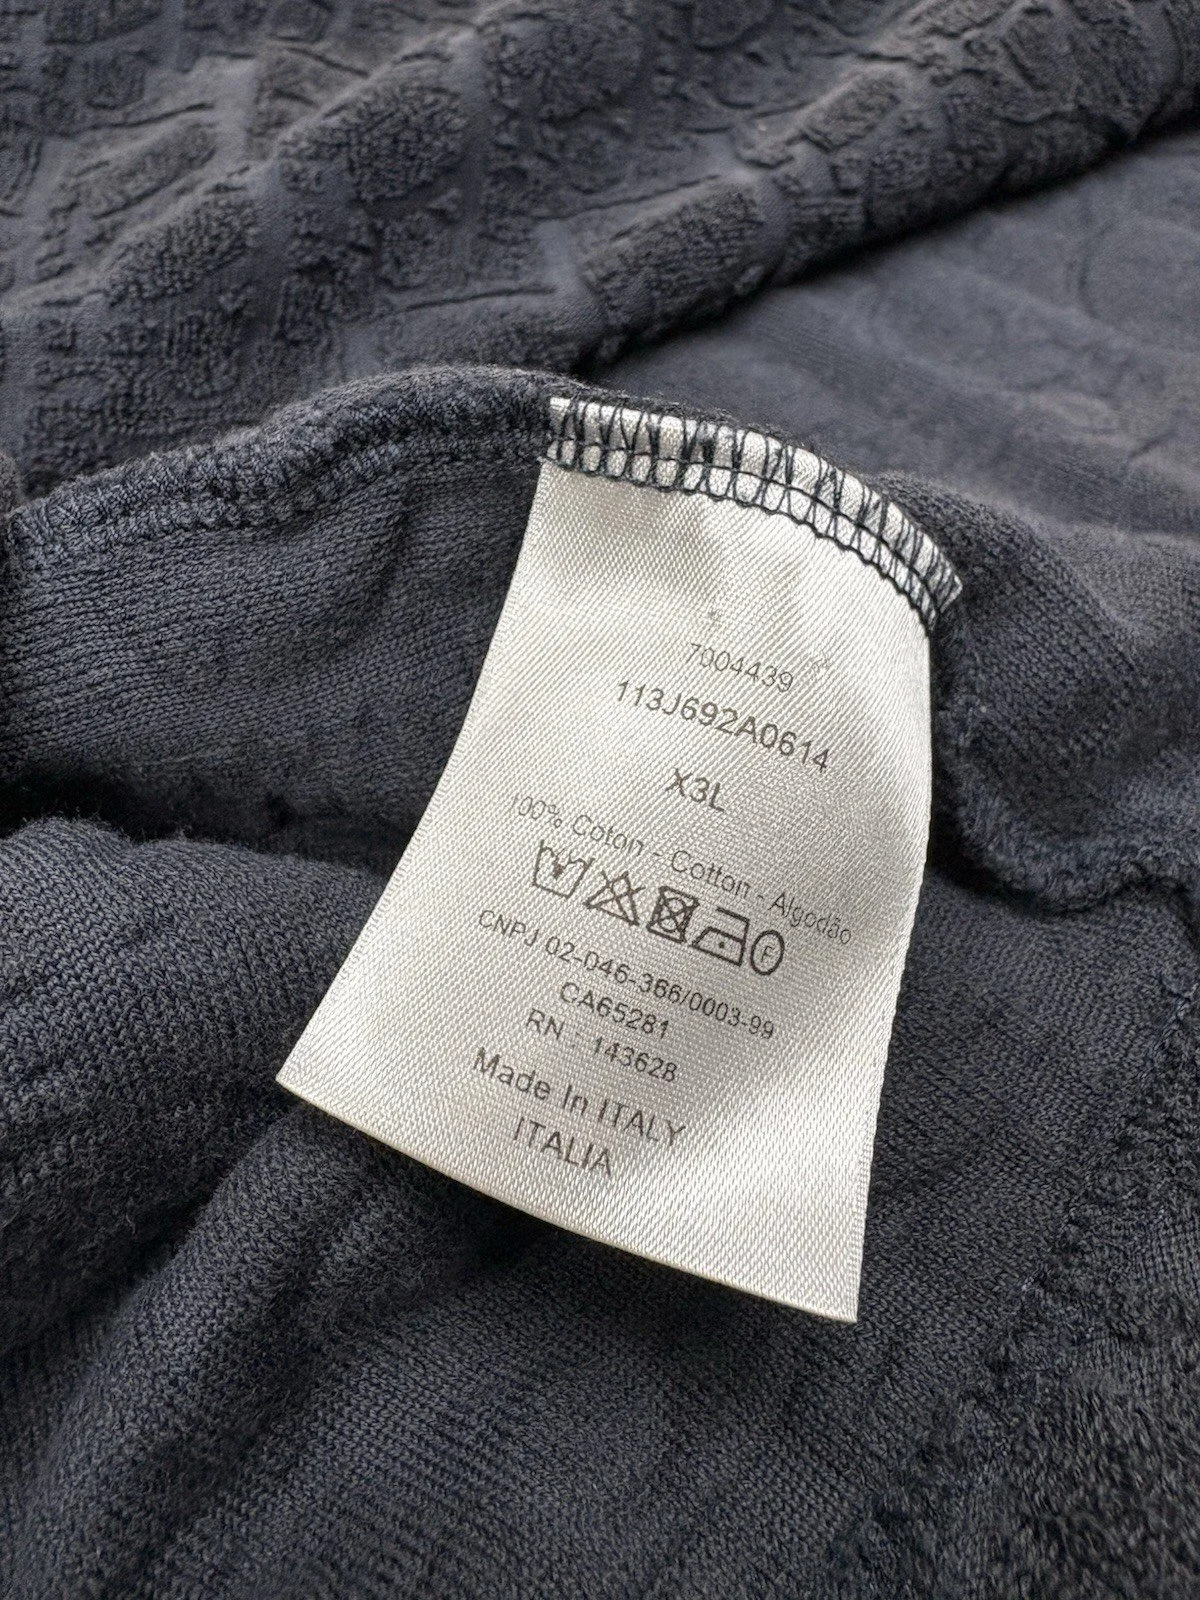 7004439
113J692A0614
X3L
100% Coton - Cotton - Algodão
F
CNPJ 02-046-366/0003-99
CA65281
RN : 143628
Made In ITALY
ITALIA